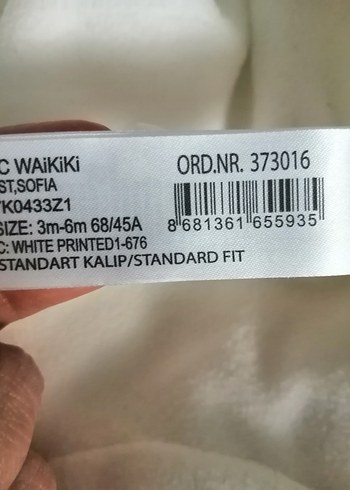 C WAiKiKi
ST,SOFIA
K0433Z1
SIZE: 3m-6m 68/45A
C: WHITE PRINTED1-676
STANDART KALIP/STANDARD FIT
ORD.NR. 373016
8 681361 655935